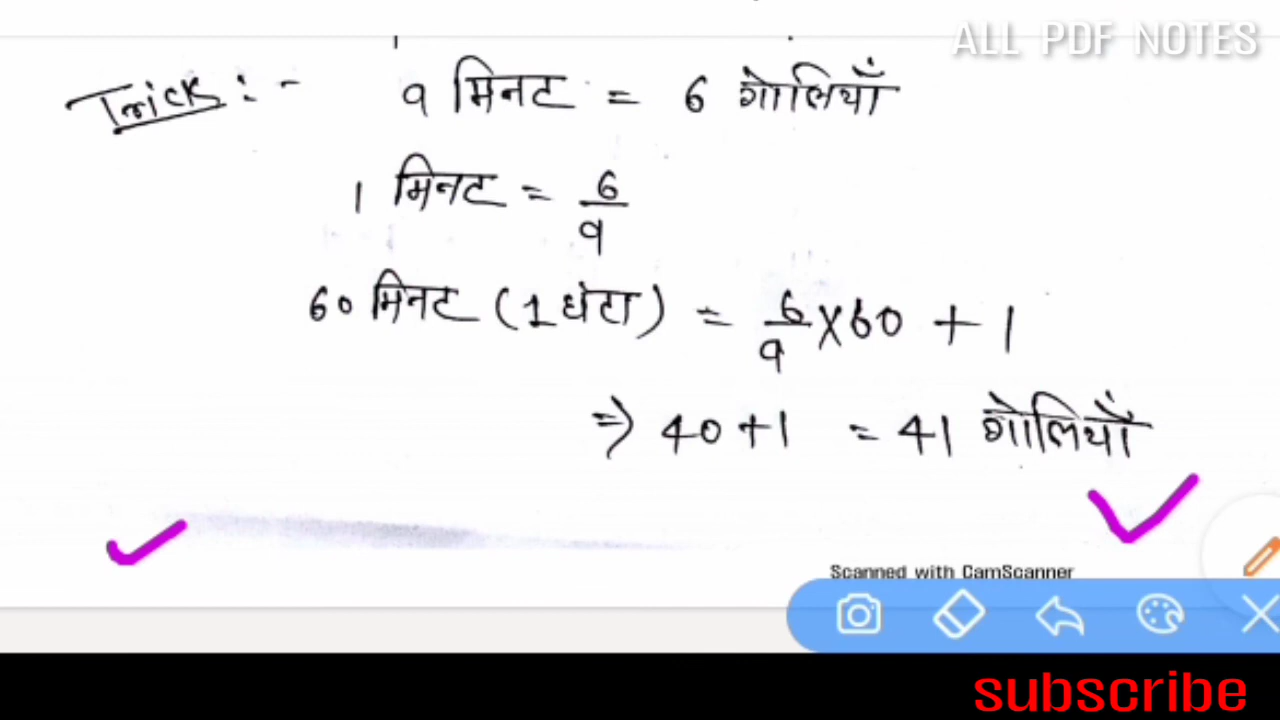 ALL PDF NOTES
Trick :- 9 मिनट = 6 गोलियाँ
1 मिनट = 6/9
60 मिनट (1 घंटा) = 6/9 X 60 + 1
⇒ 40 + 1 = 41 गोलियाँ
Scanned with CamScanner
subscribe